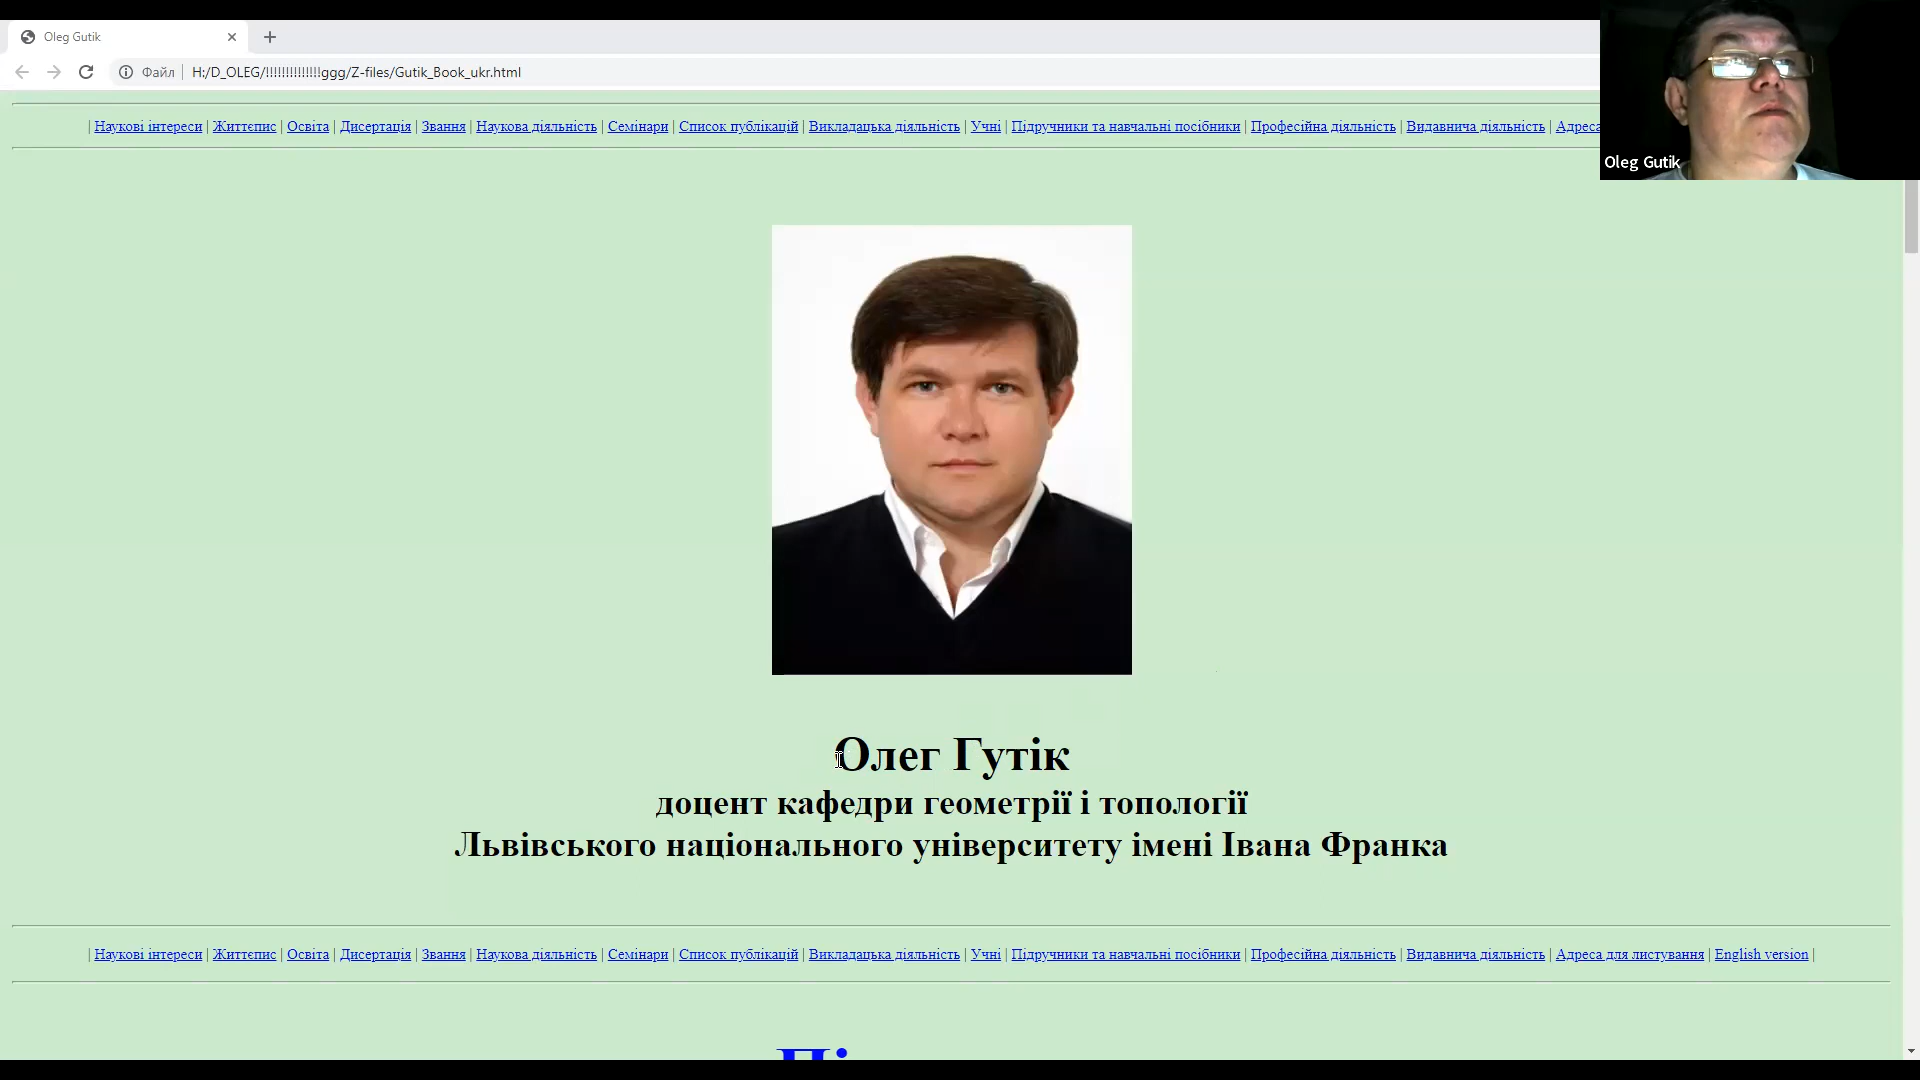 Oleg Gutik
Файл | H:/D_OLEG/!!!!!!!!!!!!!!ggg/Z-files/Gutik_Book_ukr.html
| Наукові інтереси | Життєпис | Освіта | Дисертація | Звання | Наукова діяльність | Семінари | Список публікацій | Викладацька діяльність | Учні | Підручники та навчальні посібники | Професійна діяльність | Видавнича діяльність | Адреса
Oleg Gutik
Олег Гутік
доцент кафедри геометрії і топології
Львівського національного університету імені Івана Франка
| Наукові інтереси | Життєпис | Освіта | Дисертація | Звання | Наукова діяльність | Семінари | Список публікацій | Викладацька діяльність | Учні | Підручники та навчальні посібники | Професійна діяльність | Видавнича діяльність | Адреса для листування | English version |